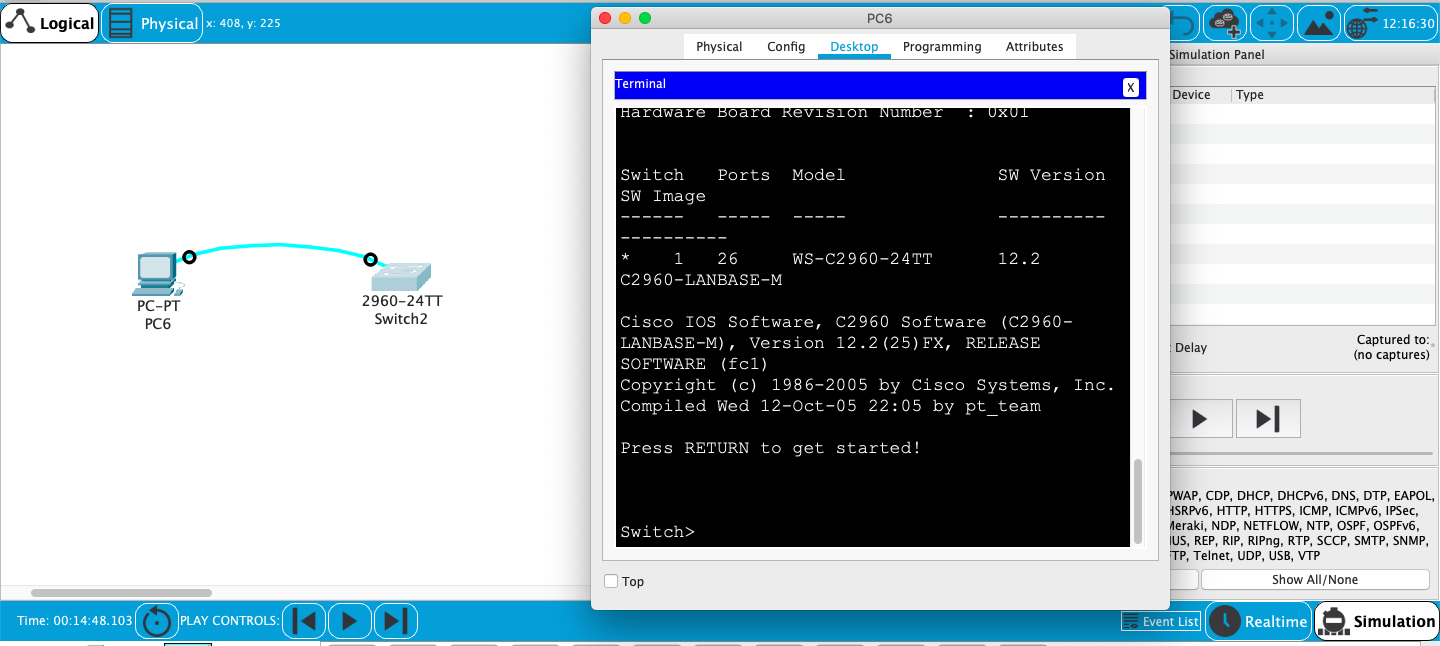 Logical
Physical
x: 408, y: 225
PC6
12:16:30
Physical
Config
Desktop
Programming
Attributes
Simulation Panel
Terminal
X
Device
Type
Hardware Board Revision Number  : 0x01
Switch   Ports  Model              SW Version
SW Image
------   -----  -----              ----------
----------
*    1   26     WS-C2960-24TT      12.2
C2960-LANBASE-M
Cisco IOS Software, C2960 Software (C2960-
LANBASE-M), Version 12.2(25)FX, RELEASE
SOFTWARE (fc1)
Copyright (c) 1986-2005 by Cisco Systems, Inc.
Compiled Wed 12-Oct-05 22:05 by pt_team
Press RETURN to get started!
Switch>
PC-PT
PC6
2960-24TT
Switch2
Delay
Captured to:
(no captures)
CDP, DHCP, DHCPv6, DNS, DTP, EAPOL,
HTTP, HTTPS, ICMP, ICMPv6, IPSec,
Meraki, NDP, NETFLOW, NTP, OSPF, OSPFv6,
REP, RIP, RIPng, RTP, SCCP, SMTP, SNMP,
Telnet, UDP, USB, VTP
Show All/None
Top
Time: 00:14:48.103
PLAY CONTROLS:
Event List
Realtime
Simulation